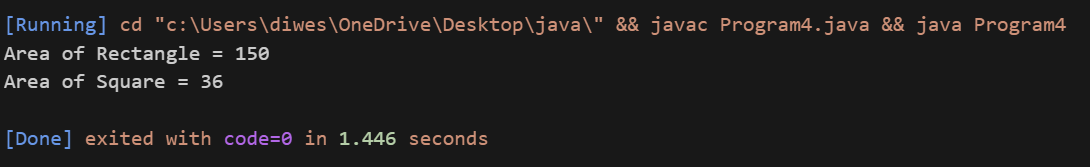 [Running] cd "c:\Users\diwes\OneDrive\Desktop\java\" && javac Program4.java && java Program4
Area of Rectangle = 150
Area of Square = 36
[Done] exited with code=0 in 1.446 seconds